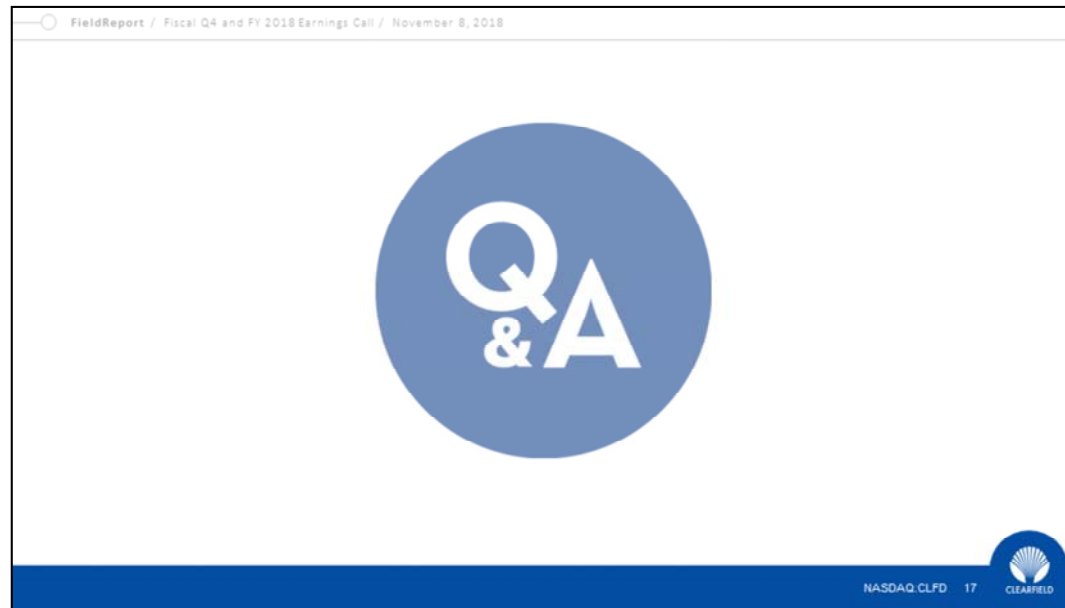 FieldReport / Fiscal Q4 and FY 2018 Earnings Call / November 8, 2018
Q
&A
NASDAQ:CLFD 17
CLEARFIELD